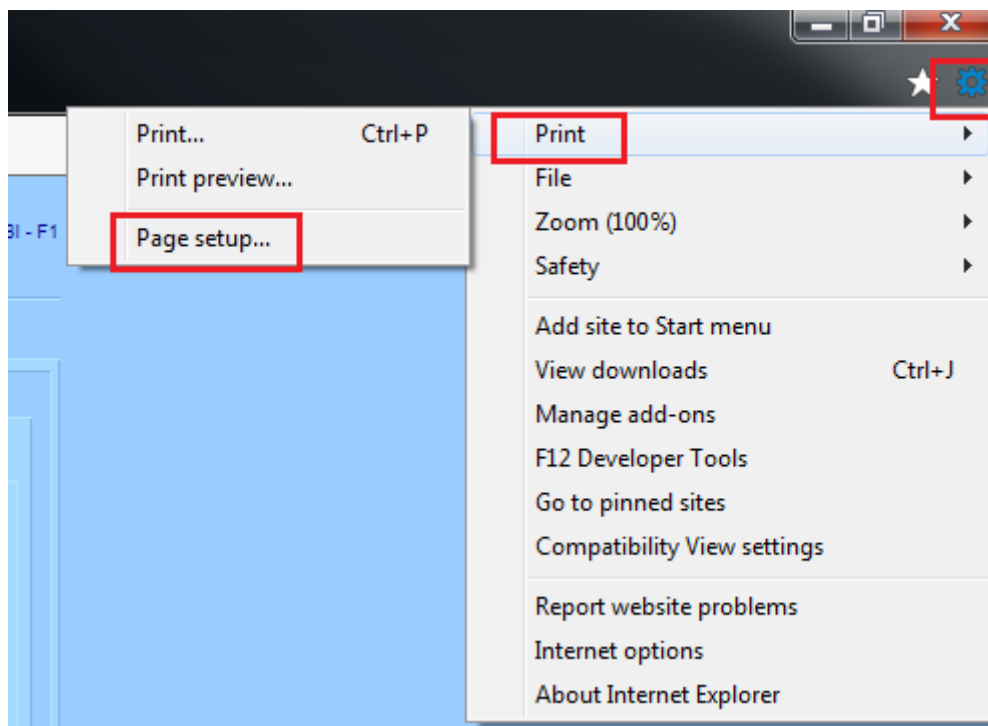 Print... Ctrl+P
Print preview...
Page setup...
Print
File
Zoom (100%)
Safety
Add site to Start menu
View downloads Ctrl+J
Manage add-ons
F12 Developer Tools
Go to pinned sites
Compatibility View settings
Report website problems
Internet options
About Internet Explorer
- F1